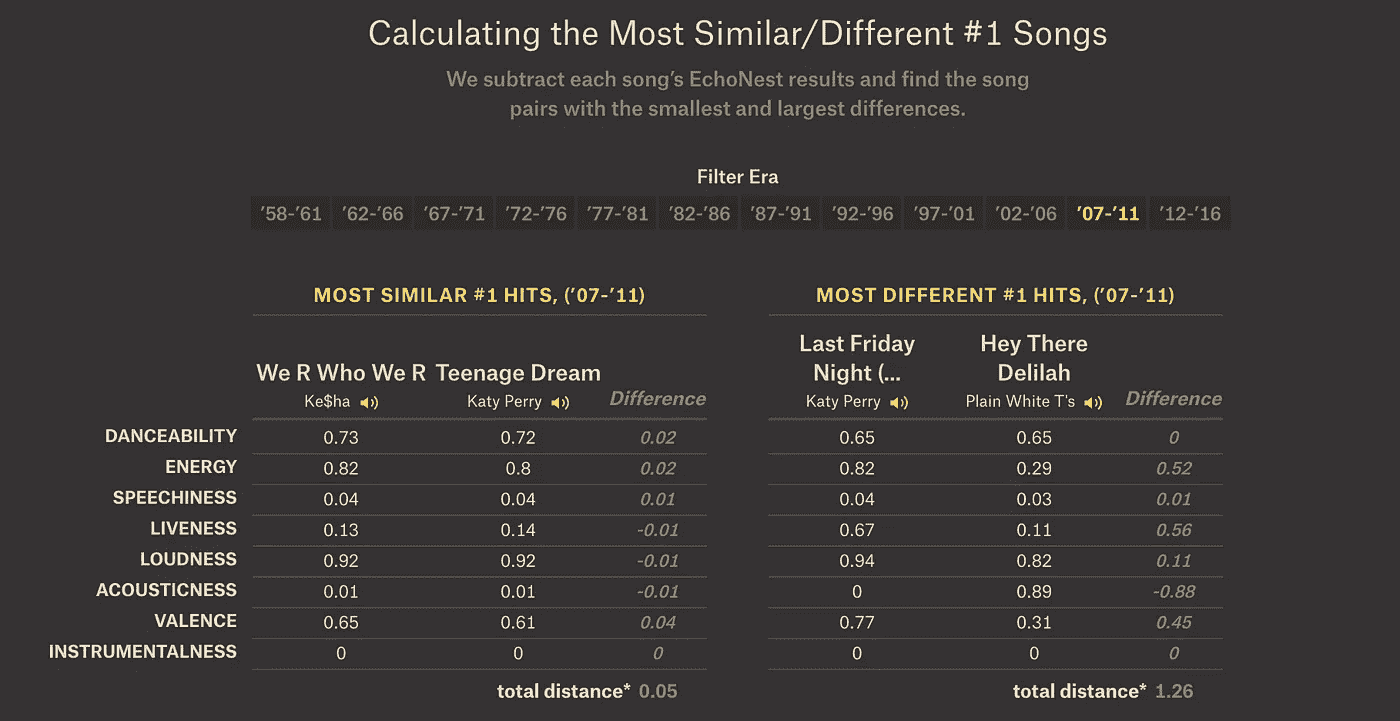 Calculating the Most Similar/Different #1 Songs
We subtract each song's EchoNest results and find the song
pairs with the smallest and largest differences.
Filter Era
'58-'61 '62-'66 '67-'71 '72-'76 '77-'81 '82-'86 '87-'91 '92-'96 '97-'01 '02-'06 '07-'11 '12-'16
MOST SIMILAR #1 HITS, ('07-'11) MOST DIFFERENT #1 HITS, ('07-'11)
Last Friday Hey There
We R Who We R Teenage Dream Night (... Delilah
Ke$ha Katy Perry Difference Katy Perry Plain White T's Difference
DANCEABILITY 0.73 0.72 0.02 0.65 0.65 0
ENERGY 0.82 0.8 0.02 0.82 0.29 0.52
SPEECHINESS 0.04 0.04 0.01 0.04 0.03 0.01
LIVENESS 0.13 0.14 -0.01 0.67 0.11 0.56
LOUDNESS 0.92 0.92 -0.01 0.94 0.82 0.11
ACOUSTICNESS 0.01 0.01 -0.01 0 0.89 -0.88
VALENCE 0.65 0.61 0.04 0.77 0.31 0.45
INSTRUMENTALNESS 0 0 0 0 0 0
total distance* 0.05 total distance* 1.26